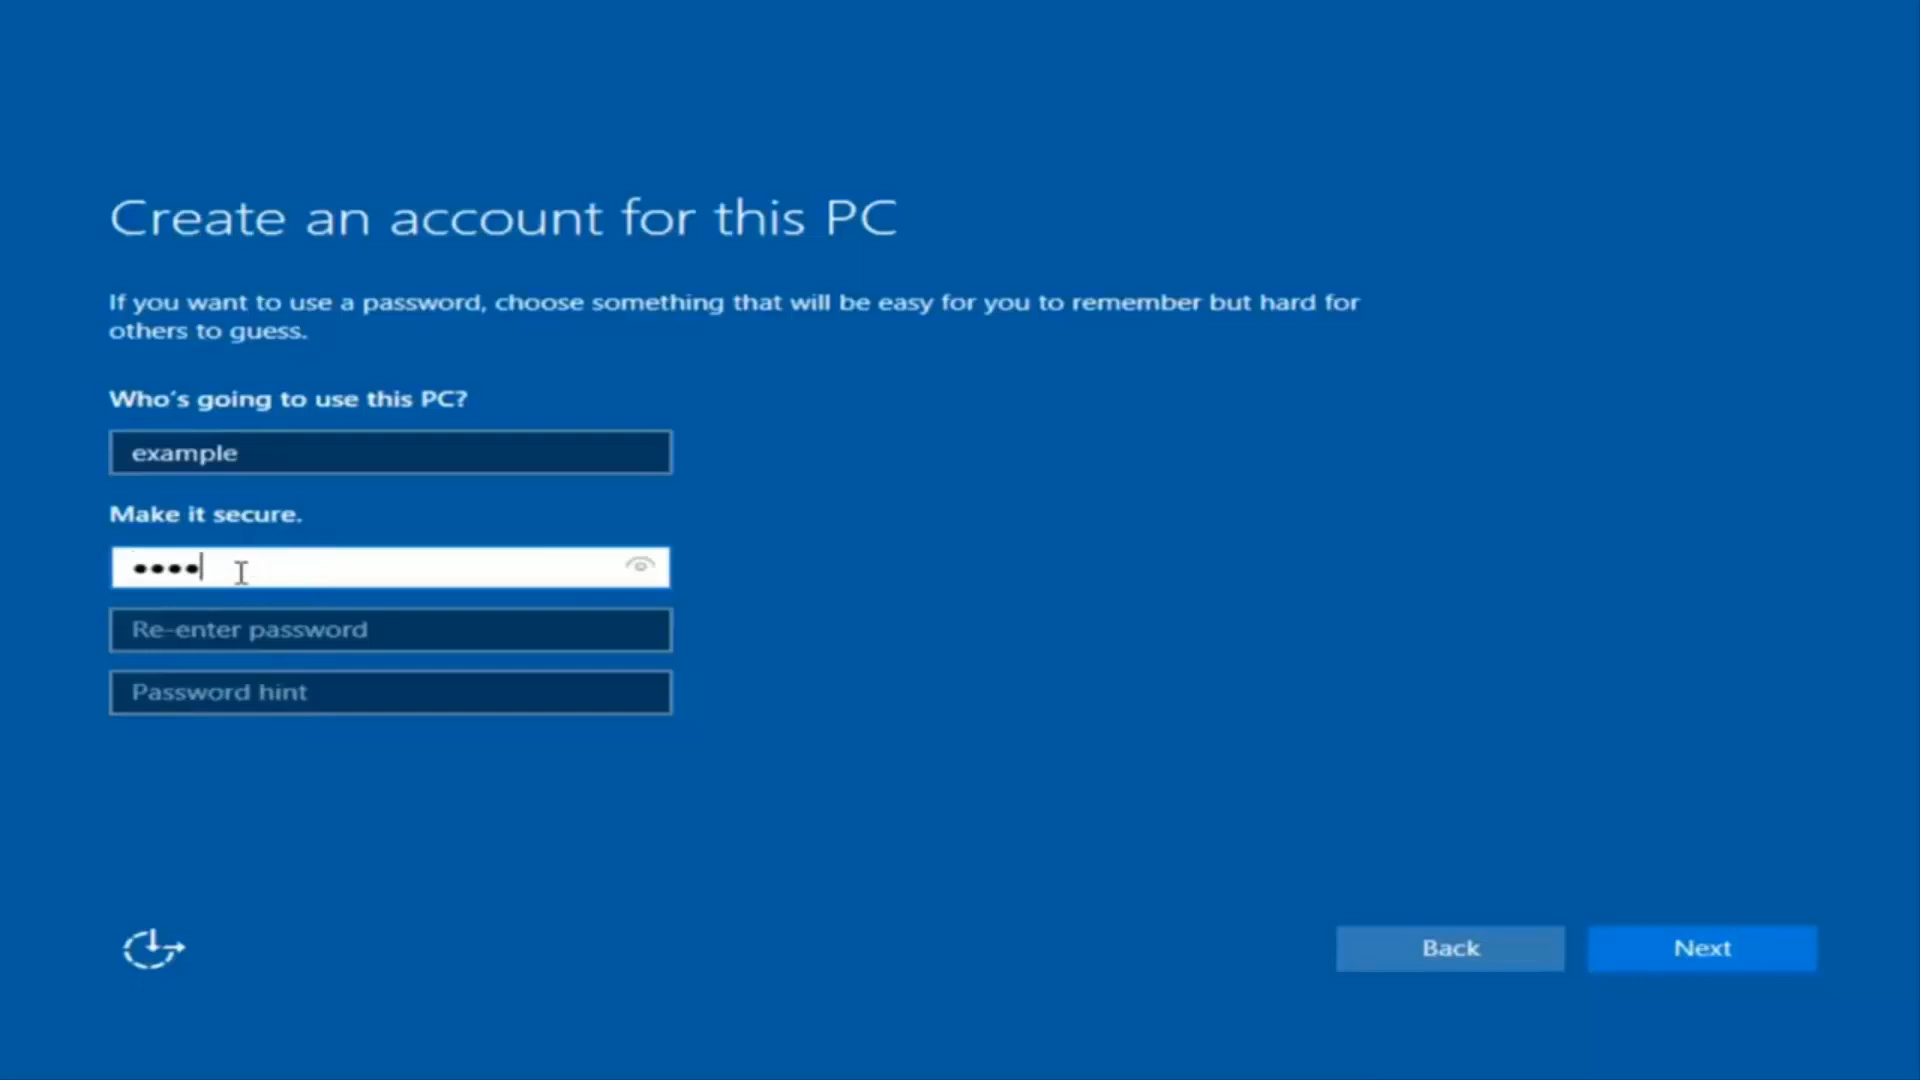 Create an account for this PC
If you want to use a password, choose something that will be easy for you to remember but hard for
others to guess.
Who's going to use this PC?
example
Make it secure.
••••
Re-enter password
Password hint
Back
Next